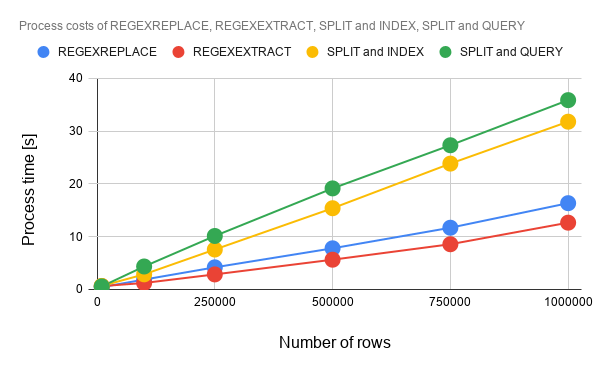 Process costs of REGEXREPLACE, REGEXEXTRACT, SPLIT and INDEX, SPLIT and QUERY
REGEXREPLACE REGEXEXTRACT SPLIT and INDEX SPLIT and QUERY
Process time [s]
40
30
20
10
0
0 250000 500000 750000 1000000
Number of rows